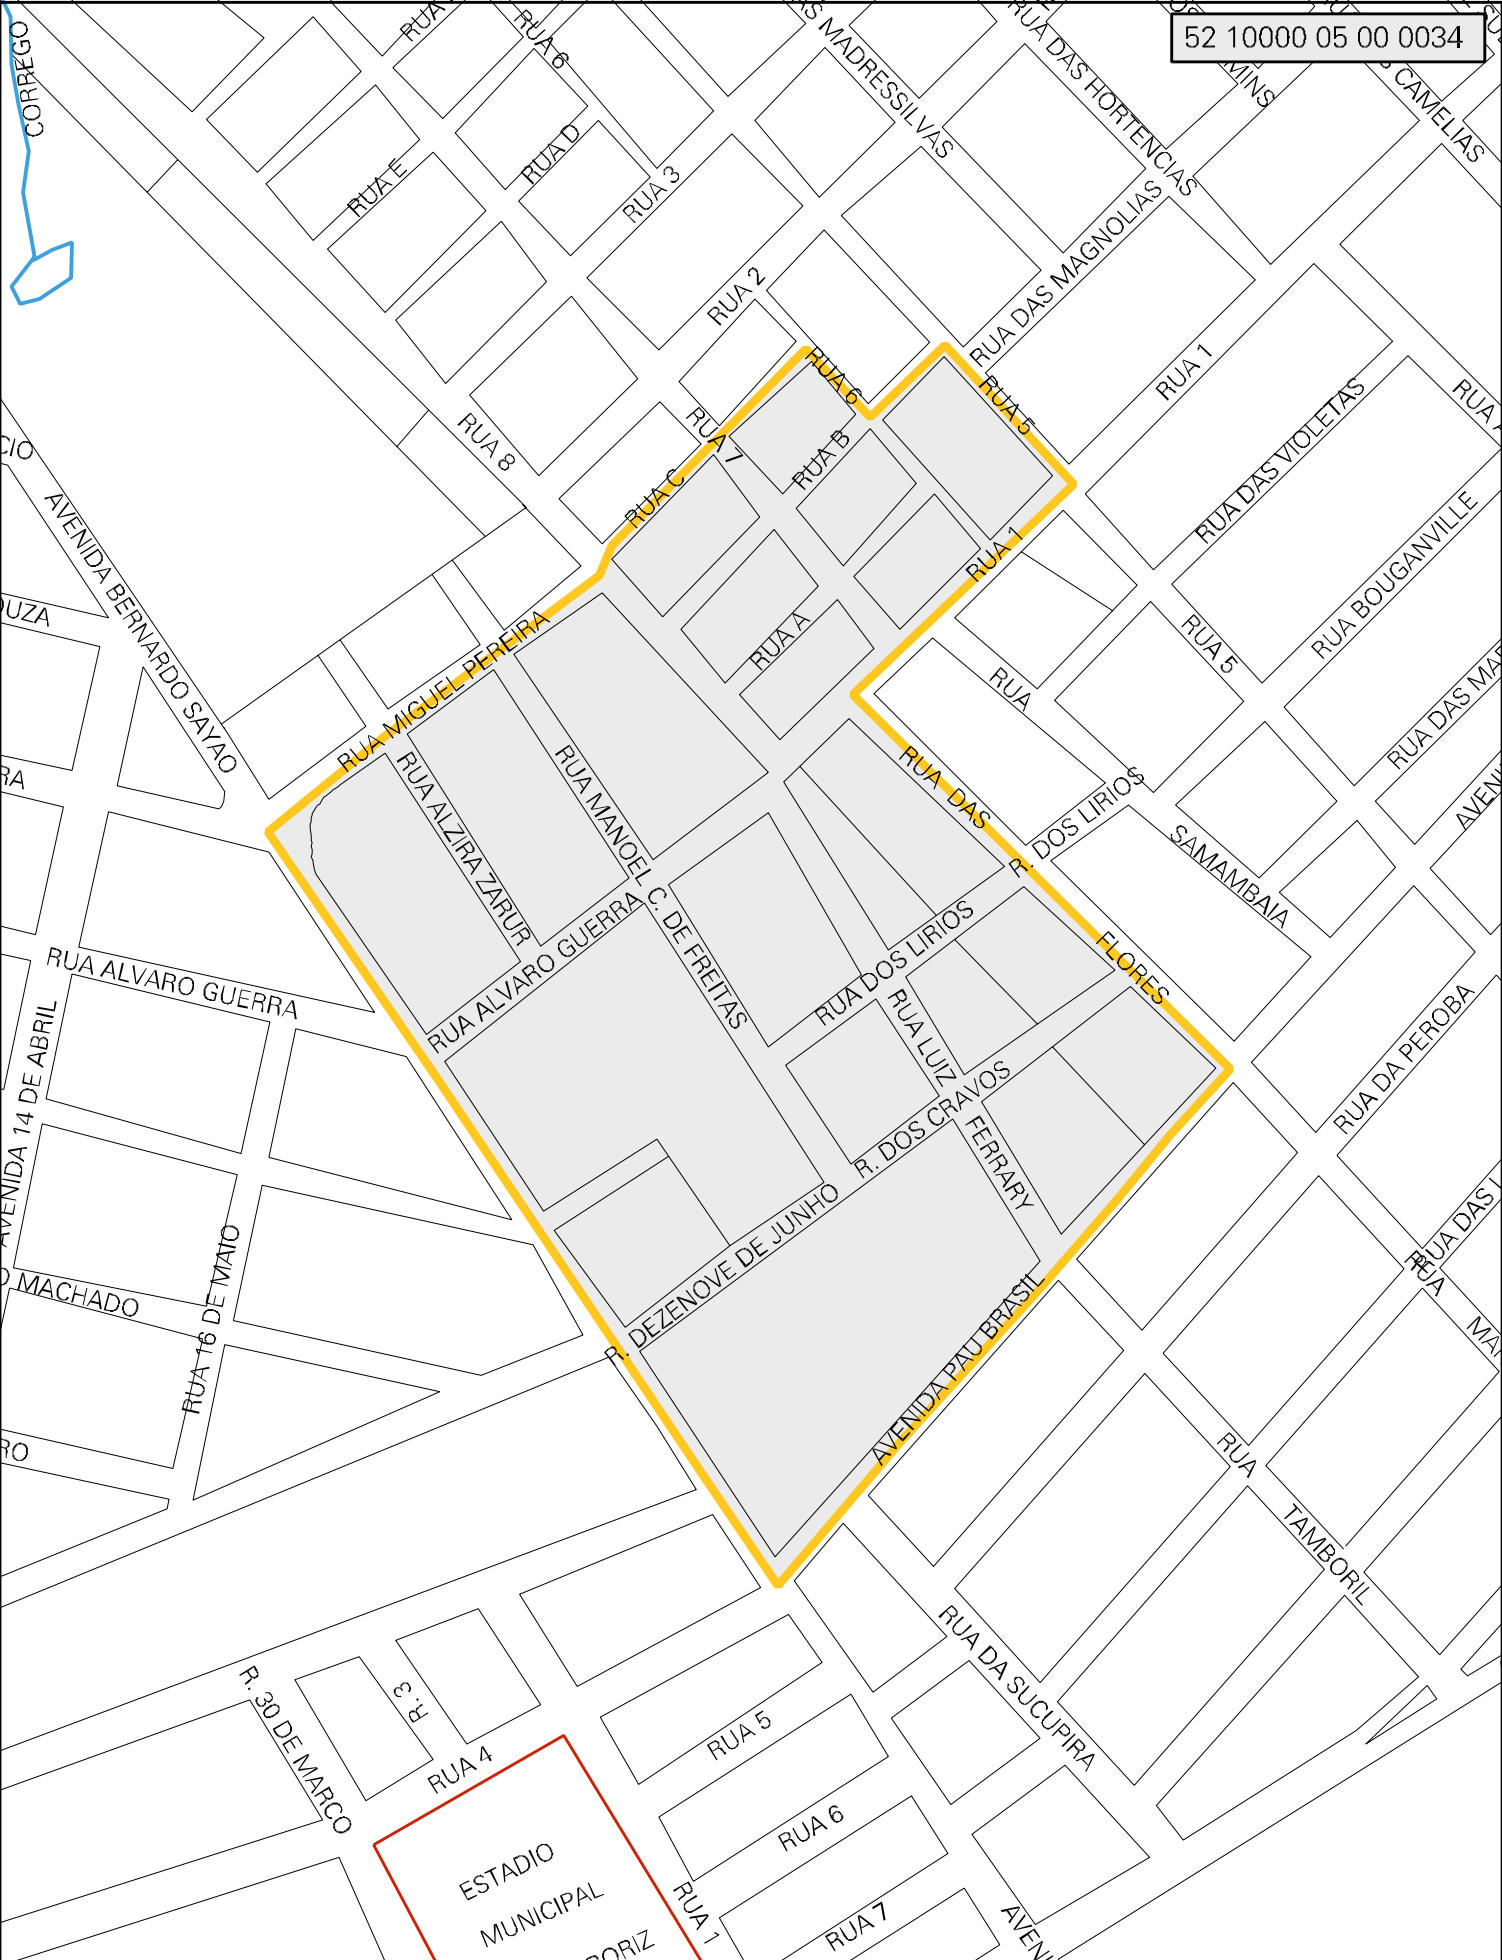 52 10000 05 00 0034
CORREGO
RUA 6
MADRESSILVAS
RUA DAS HORTENCIAS
CAMELIAS
RUA E
RUA D
RUA 3
RUA 2
RUA DAS MAGNOLIAS
RUA 1
RUA 6
RUA 5
RUA 8
RUA 7
RUA C
RUA B
RUA DAS VIOLETAS
RUA BOUGANVILLE
AVENIDA BERNARDO SAYAO
RUA 1
RUA A
RUA 5
RUA MIGUEL PEREIRA
RUA
SAMAMBAIA
RUA DAS
FLORES
R. DOS LIRIOS
RUA ALZIRA ZARUR
RUA MANOEL C. DE FREITAS
RUA ALVARO GUERRA
RUA ALVARO GUERRA
RUA DOS LIRIOS
RUA LUIZ
FERRARY
R. DOS CRAVOS
RUA DA PEROBA
AVENIDA 14 DE ABRIL
RUA 16 DE MAIO
MACHADO
R. DEZENOVE DE JUNHO
AVENIDA PAU BRASIL
RUA DAS
RUA
RUA
TAMBORIL
RUA DA SUCUPIRA
R. 30 DE MARCO
R. 3
RUA 4
RUA 5
RUA 6
RUA 7
RUA 1
ESTADIO
MUNICIPAL